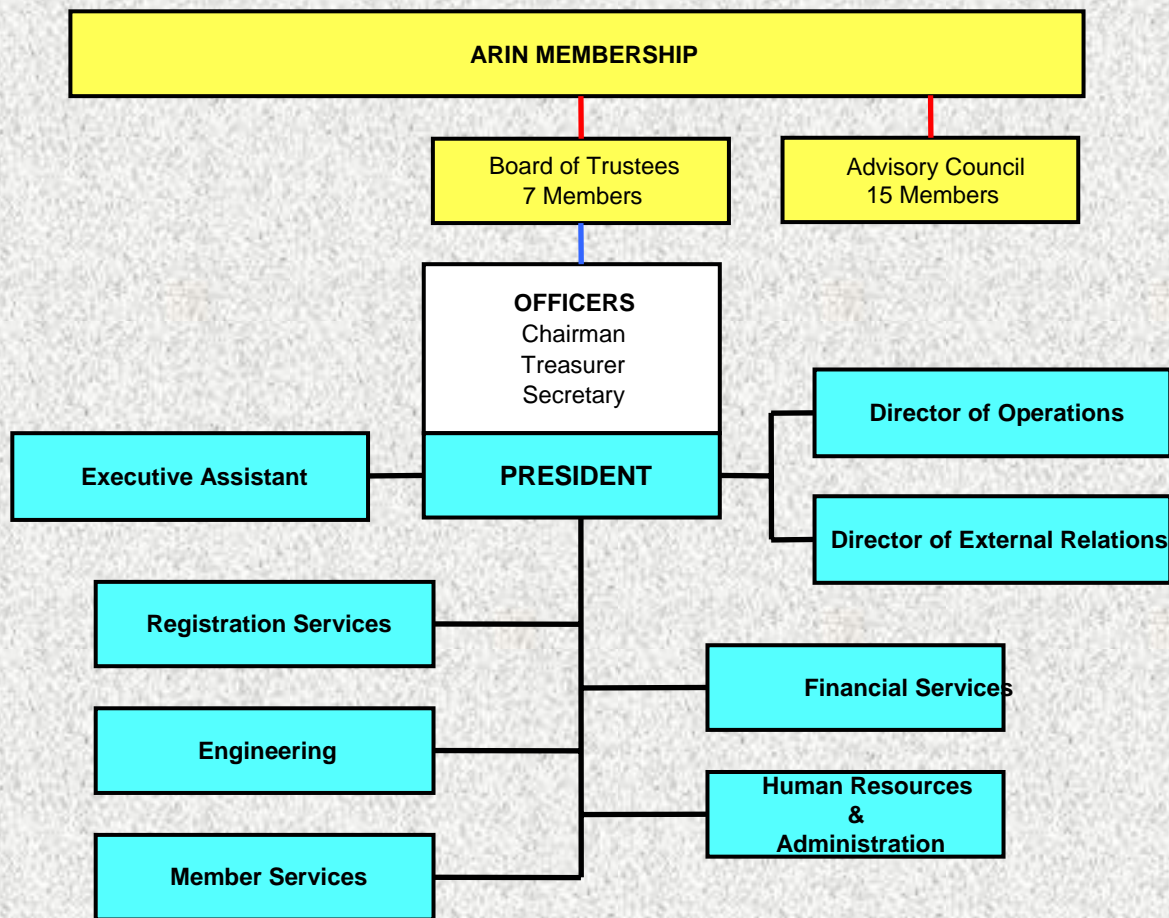 ARIN MEMBERSHIP
Board of Trustees
7 Members
Advisory Council
15 Members
OFFICERS
Chairman
Treasurer
Secretary
PRESIDENT
Executive Assistant
Director of Operations
Director of External Relations
Registration Services
Financial Services
Engineering
Human Resources
&
Administration
Member Services